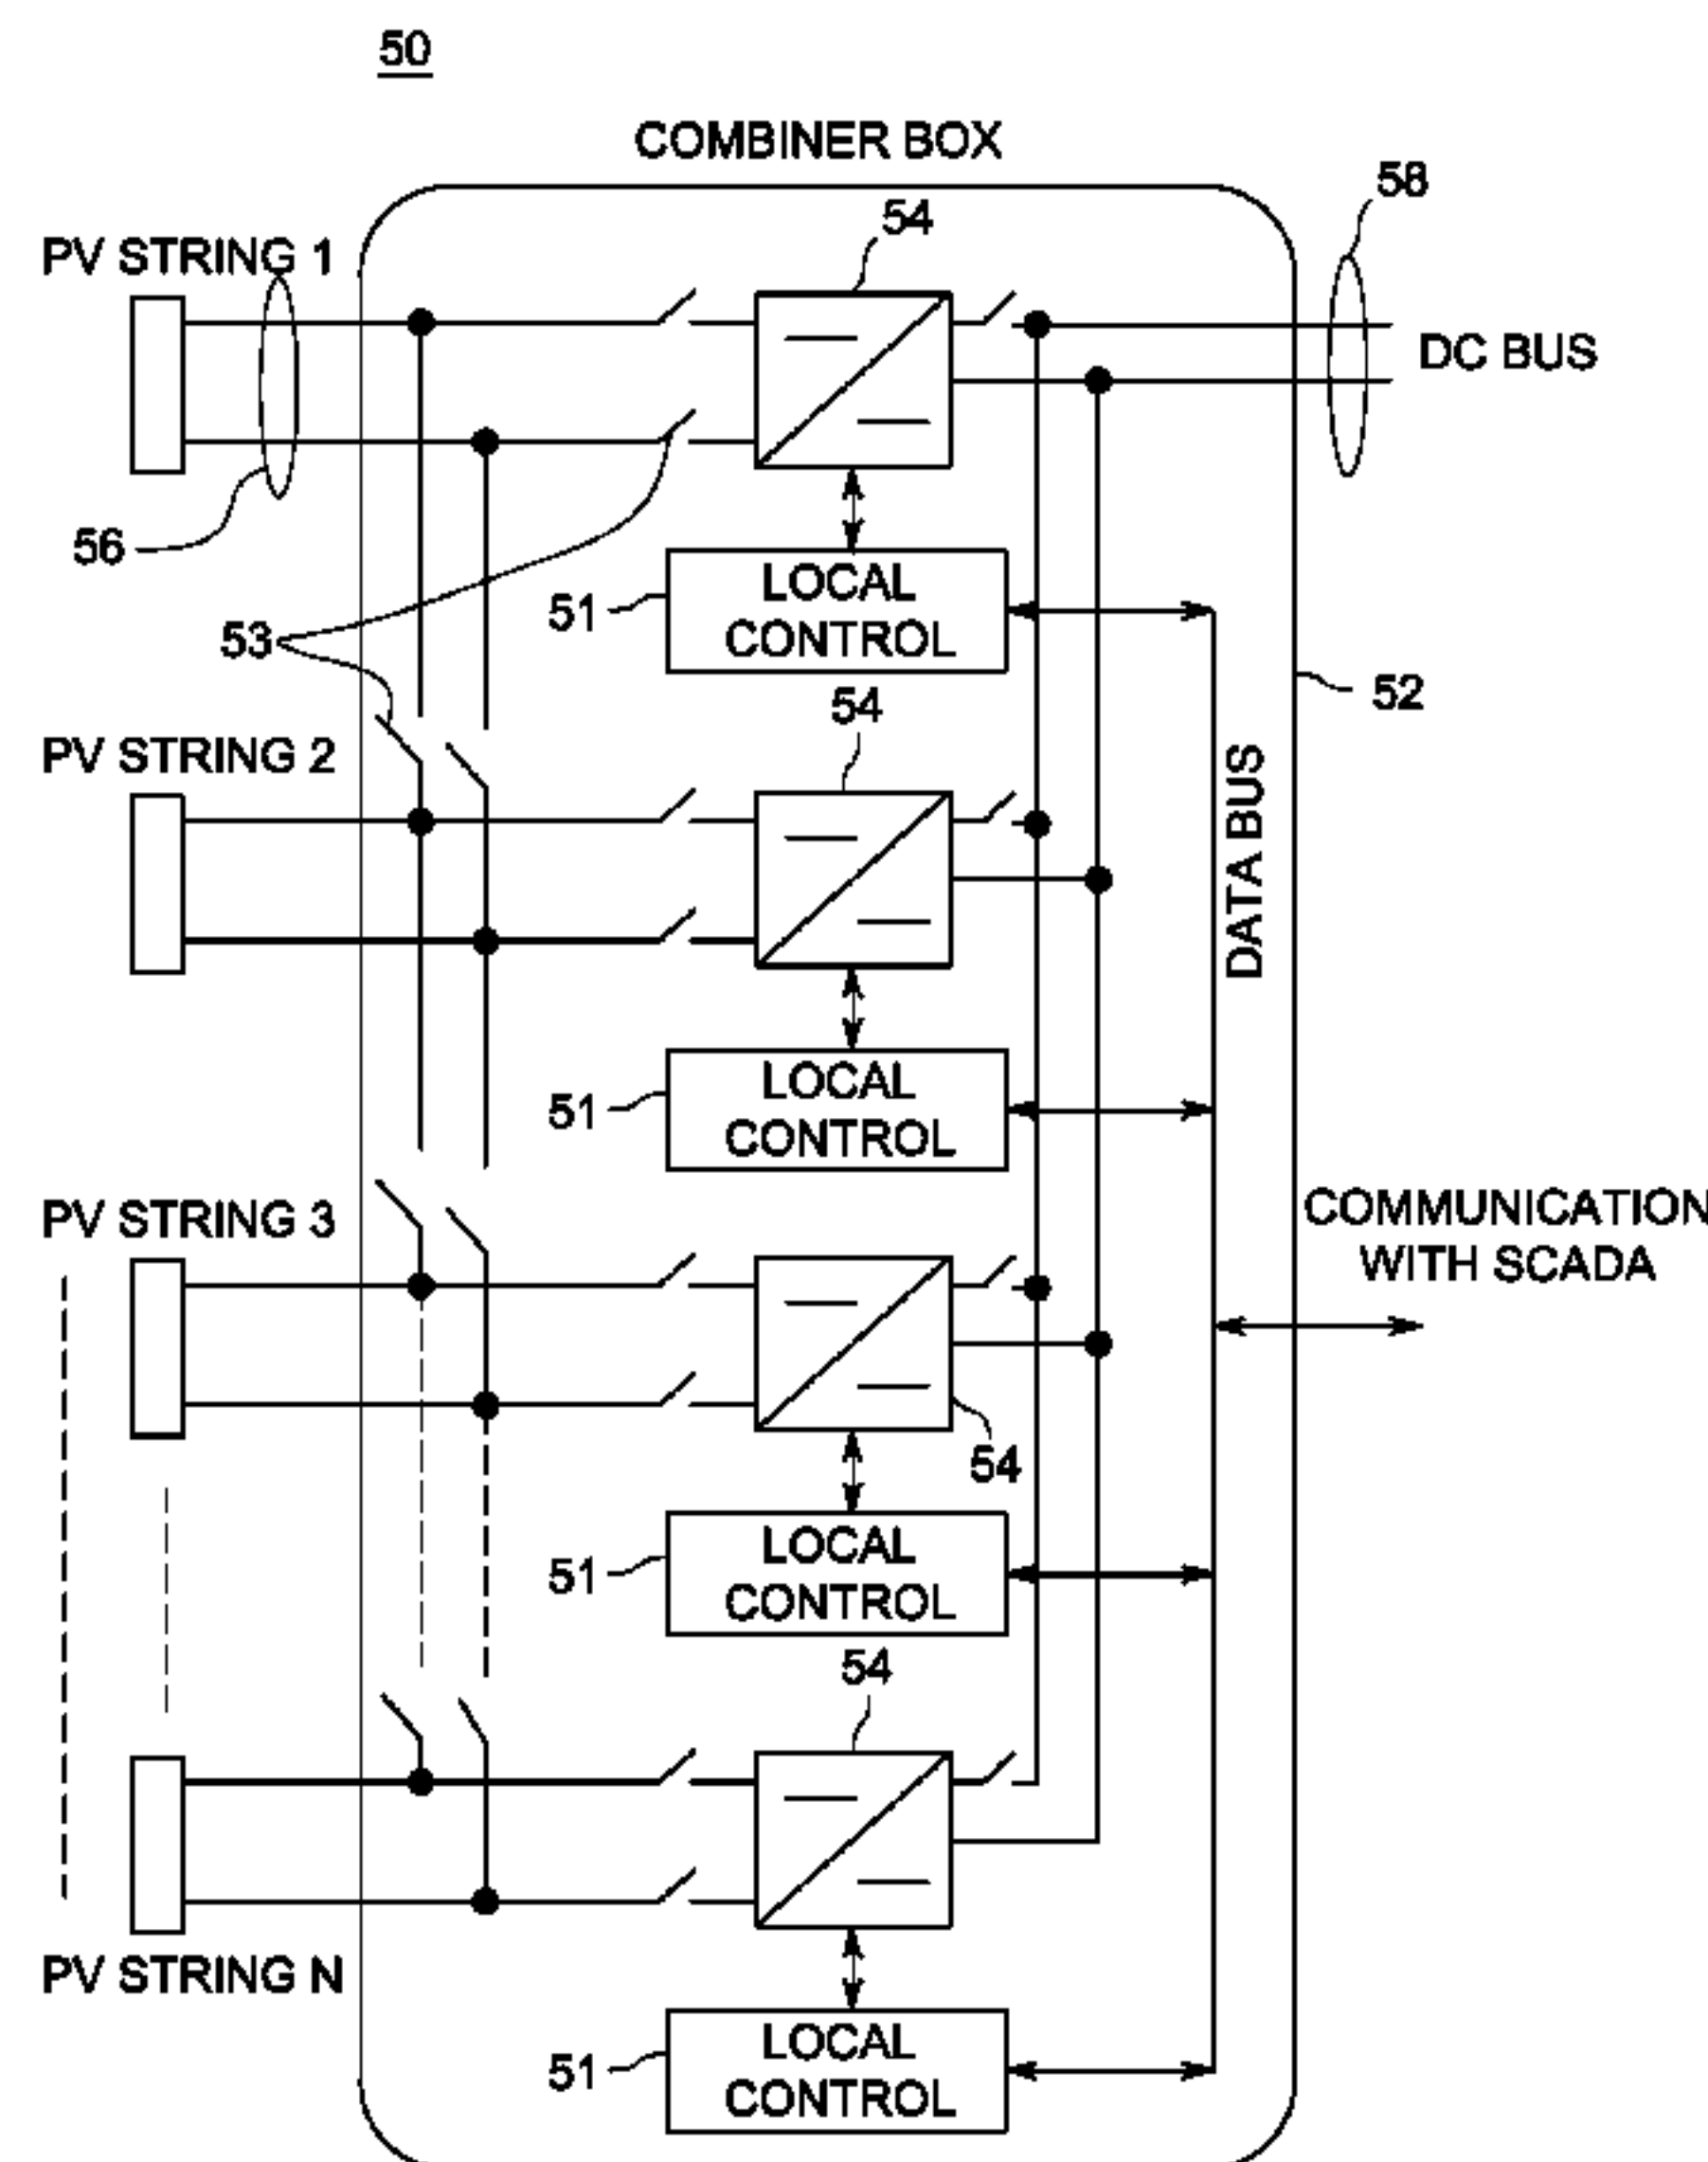 50
COMBINER BOX
58
54
PV STRING 1
DC BUS
56
LOCAL
CONTROL
51
53
52
54
PV STRING 2
DATA BUS
LOCAL
CONTROL
51
COMMUNICATION
WITH SCADA
PV STRING 3
54
LOCAL
CONTROL
51
54
PV STRING N
LOCAL
CONTROL
51